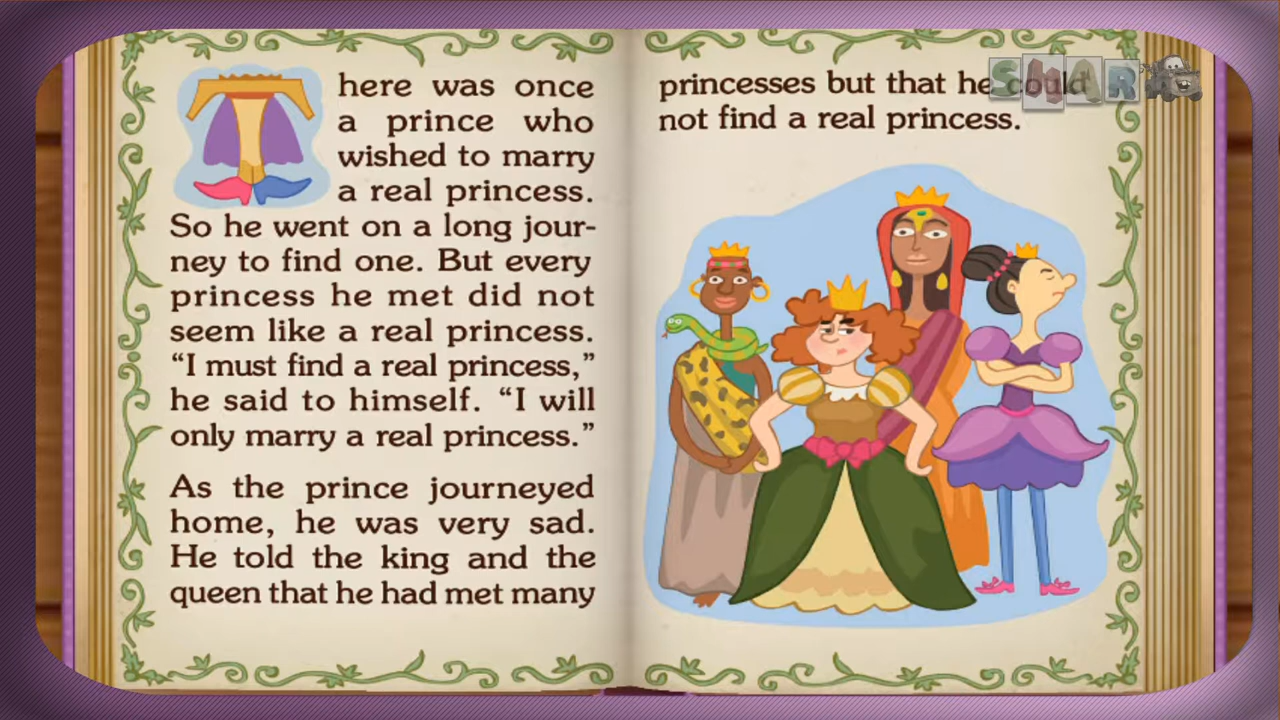 There was once
a prince who
wished to marry
a real princess.
So he went on a long jour-
ney to find one. But every
princess he met did not
seem like a real princess.
“I must find a real princess,”
he said to himself. “I will
only marry a real princess.”
As the prince journeyed
home, he was very sad.
He told the king and the
queen that he had met many
princesses but that he could
not find a real princess.
SMAR